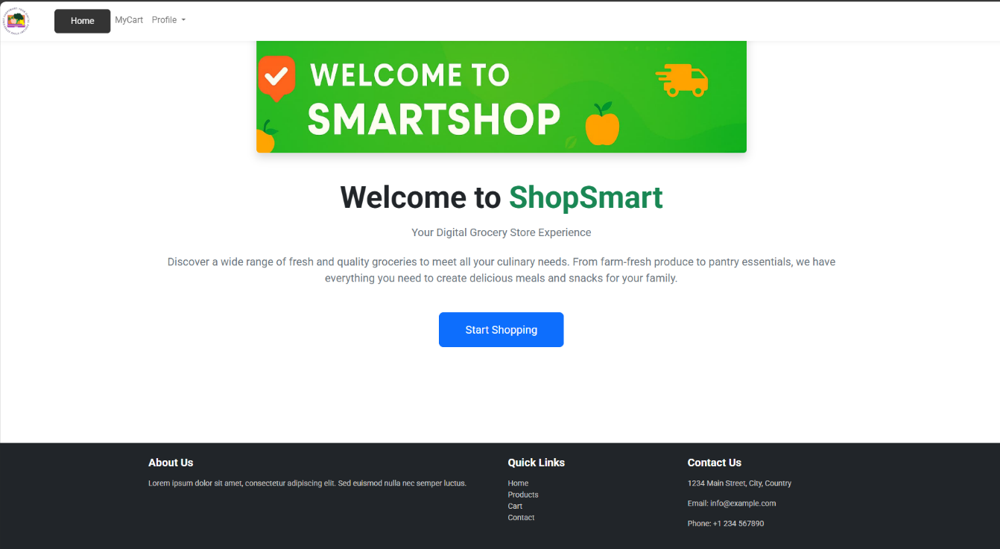 Home MyCart Profile
WELCOME TO
SMARTSHOP
Welcome to ShopSmart
Your Digital Grocery Store Experience
Discover a wide range of fresh and quality groceries to meet all your culinary needs. From farm-fresh produce to pantry essentials, we have
everything you need to create delicious meals and snacks for your family.
Start Shopping
About Us
Lorem ipsum dolor sit amet, consectetur adipiscing elit. Sed euismod nulla nec semper luctus.
Quick Links
Home
Products
Cart
Contact
Contact Us
1234 Main Street, City, Country
Email: info@example.com
Phone: +1 234 567890